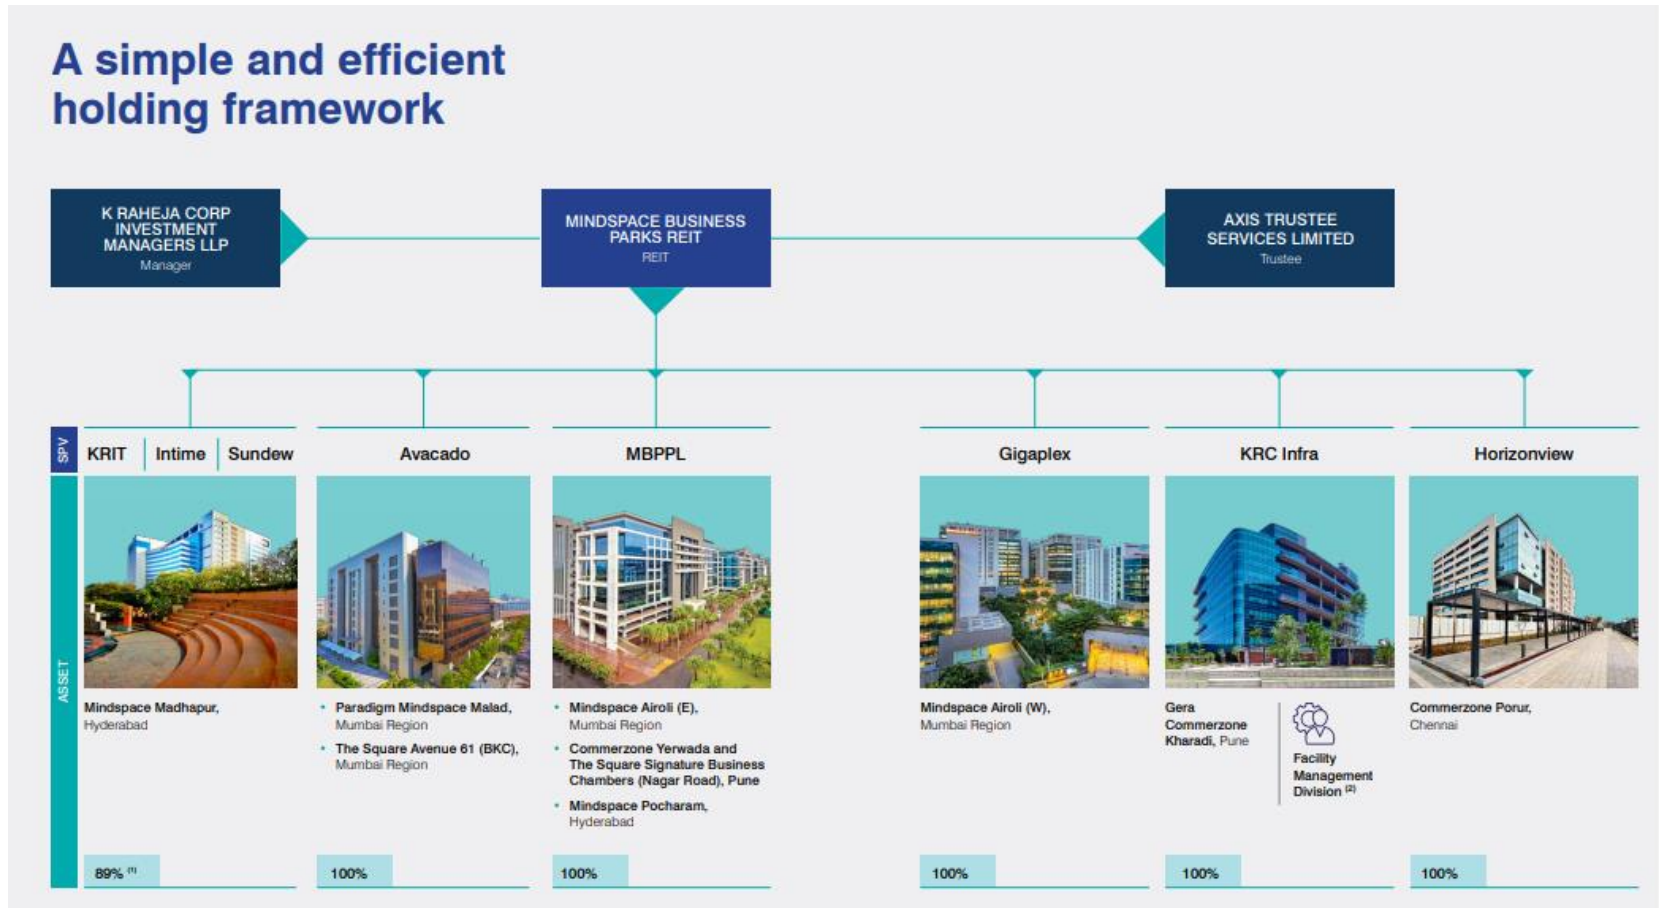 A simple and efficient
holding framework
K RAHEJA CORP
INVESTMENT
MANAGERS LLP
Manager
MINDSPACE BUSINESS
PARKS REIT
REIT
AXIS TRUSTEE
SERVICES LIMITED
Trustee
SPV
KRIT
Intime
Sundew
Avacado
MBPPL
Gigaplex
KRC Infra
Horizonview
ASSET
Mindspace Madhapur,
Hyderabad
• Paradigm Mindspace Malad,
Mumbai Region
• The Square Avenue 61 (BKC),
Mumbai Region
• Mindspace Airoli (E),
Mumbai Region
• Commerzone Yerwada and
The Square Signature Business
Chambers (Nagar Road), Pune
• Mindspace Pocharam,
Hyderabad
Mindspace Airoli (W),
Mumbai Region
Gera
Commerzone
Kharadi, Pune
Facility
Management
Division (2)
Commerzone Porur,
Chennai
89% (1)
100%
100%
100%
100%
100%